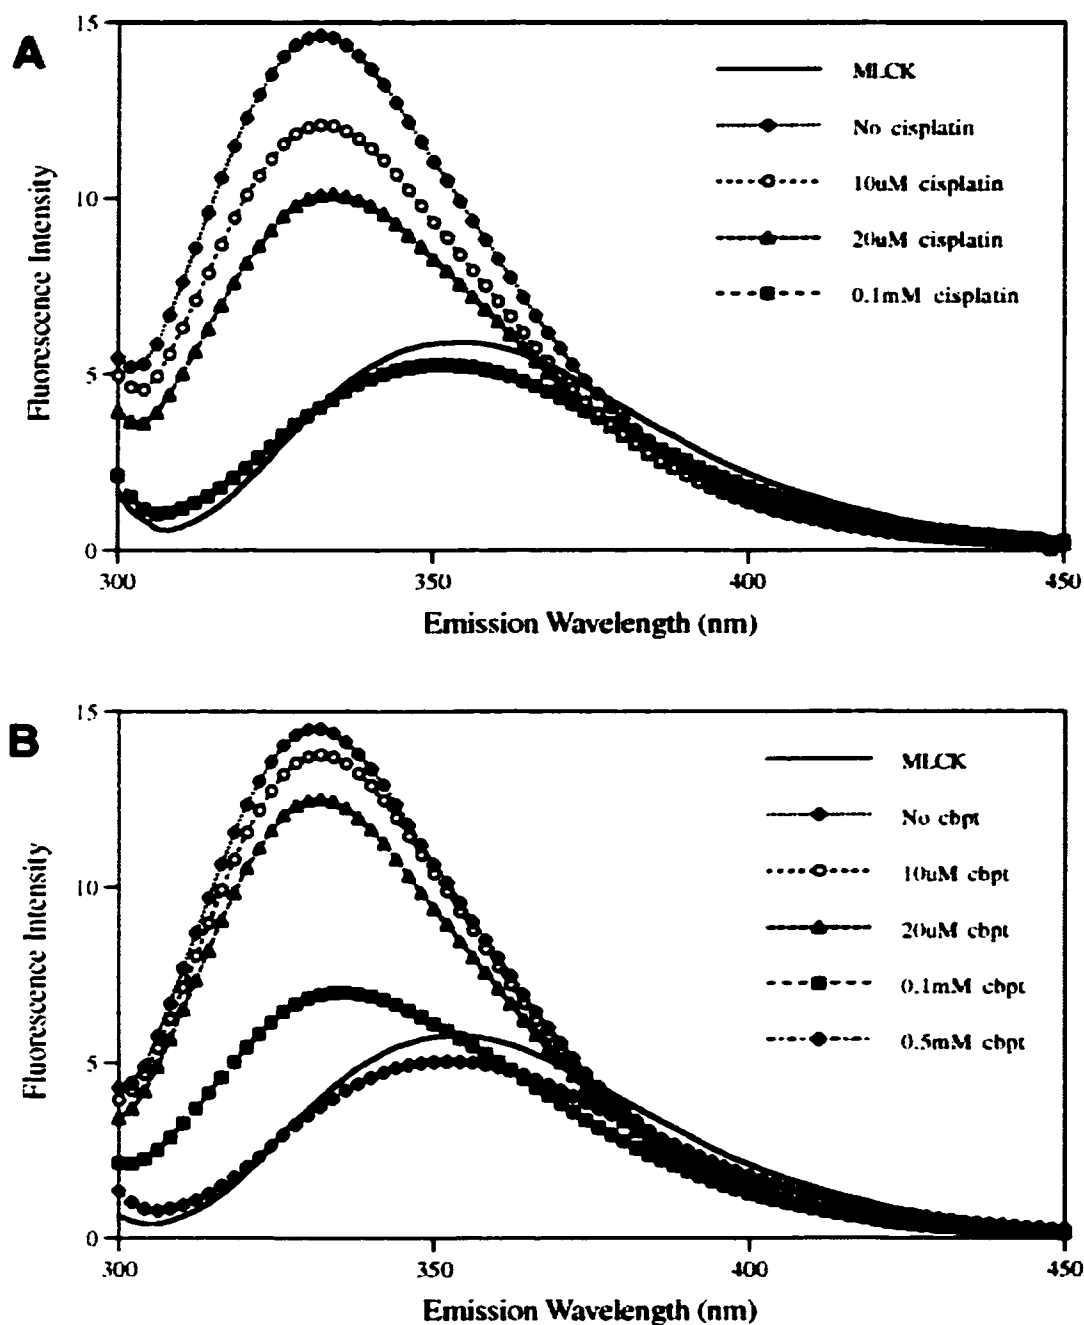 A
15
10
5
0
300
350
400
450
Fluorescence Intensity
Emission Wavelength (nm)
MLCK
No cisplatin
10uM cisplatin
20uM cisplatin
0.1mM cisplatin
B
15
10
5
0
300
350
400
450
Fluorescence Intensity
Emission Wavelength (nm)
MLCK
No cbpt
10uM cbpt
20uM cbpt
0.1mM cbpt
0.5mM cbpt